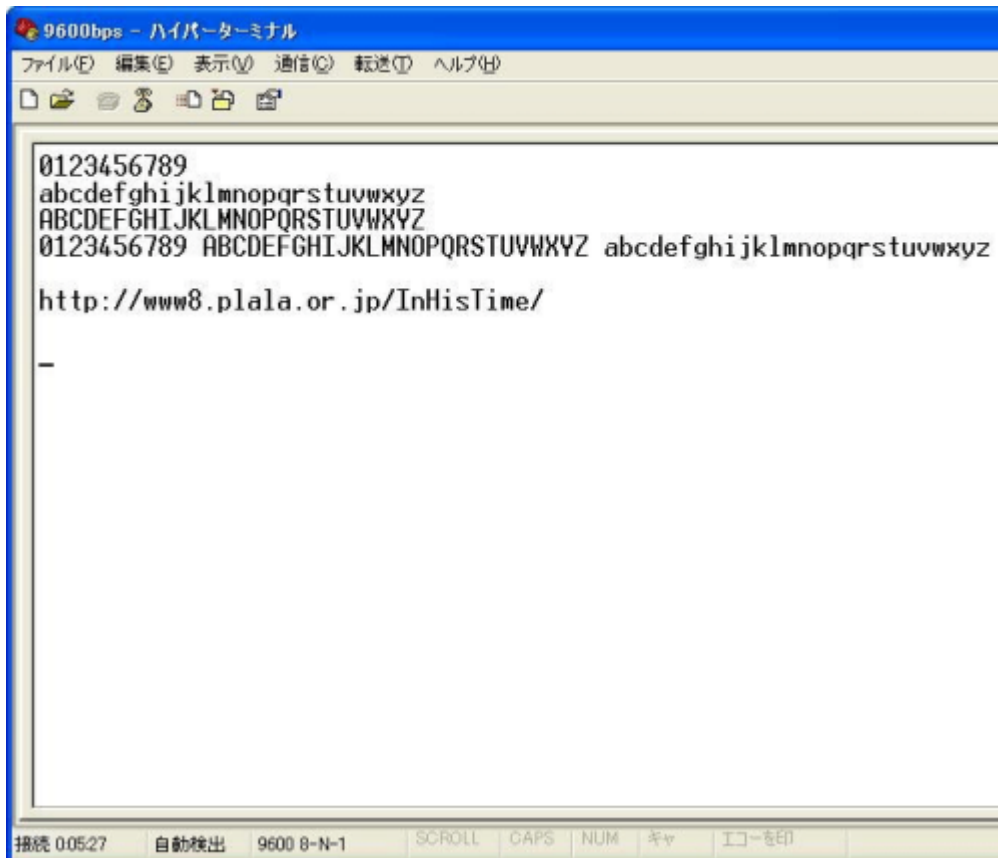 9600bps - ハイパーターミナル
ファイル(F) 編集(E) 表示(V) 通信(C) 転送(T) ヘルプ(H)
0123456789
abcdefghijklmnopqrstuvwxyz
ABCDEFGHIJKLMNOPQRSTUVWXYZ
0123456789 ABCDEFGHIJKLMNOPQRSTUVWXYZ abcdefghijklmnopqrstuvwxyz
http://www8.plala.or.jp/InHisTime/
_
接続 0:05:27 自動検出 9600 8-N-1 SCROLL CAPS NUM キャ エコーを印